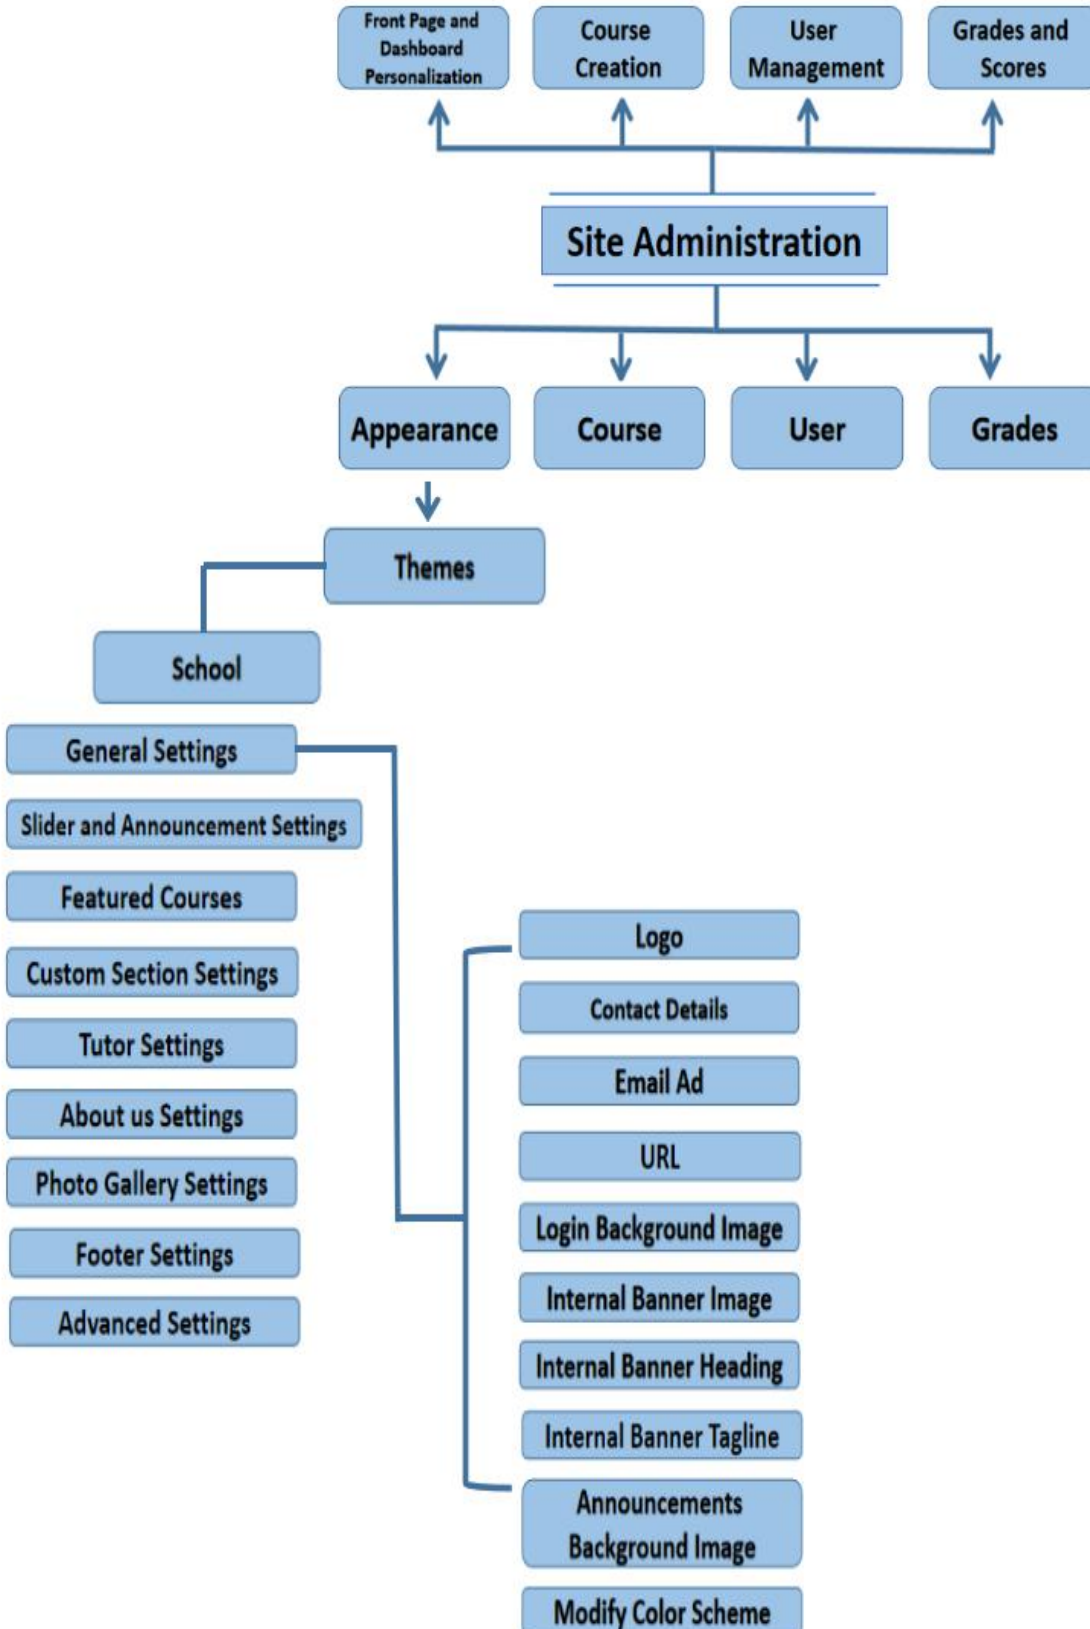 Front Page and
Dashboard
Personalization
Course
Creation
User
Management
Grades and
Scores
Site Administration
Appearance
Course
User
Grades
Themes
School
General Settings
Slider and Announcement Settings
Featured Courses
Custom Section Settings
Tutor Settings
About us Settings
Photo Gallery Settings
Footer Settings
Advanced Settings
Logo
Contact Details
Email Ad
URL
Login Background Image
Internal Banner Image
Internal Banner Heading
Internal Banner Tagline
Announcements
Background Image
Modify Color Scheme